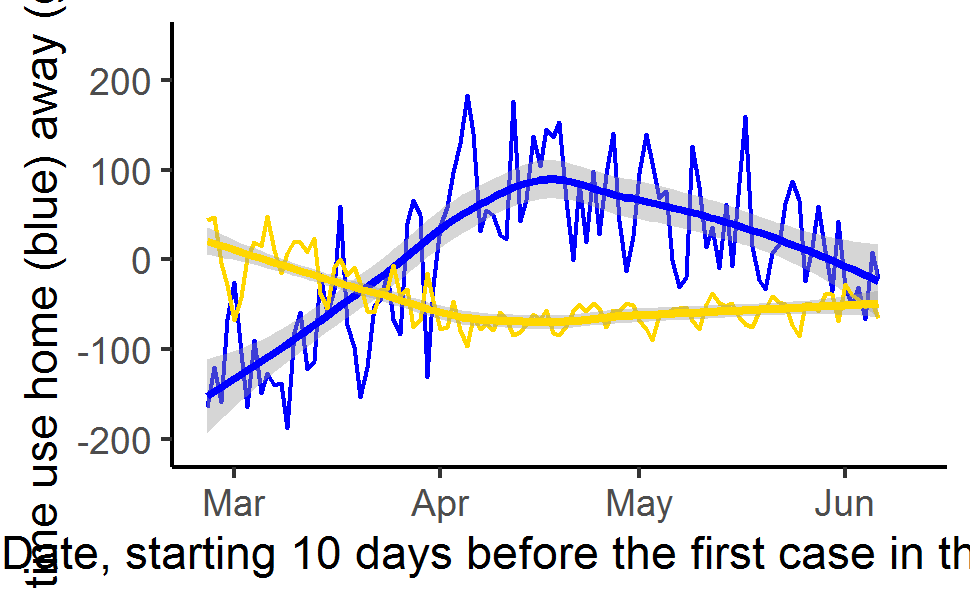 time use home (blue) away (
200
100
0
-100
-200
Mar Apr May Jun
Date, starting 10 days before the first case in th